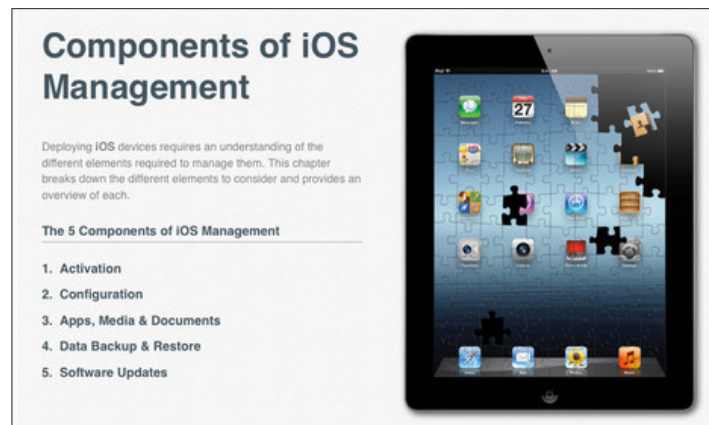 Components of iOS
Management
Deploying iOS devices requires an understanding of the
different elements required to manage them. This chapter
breaks down the different elements to consider and provides an
overview of each.
The 5 Components of iOS Management
1. Activation
2. Configuration
3. Apps, Media & Documents
4. Data Backup & Restore
5. Software Updates
27